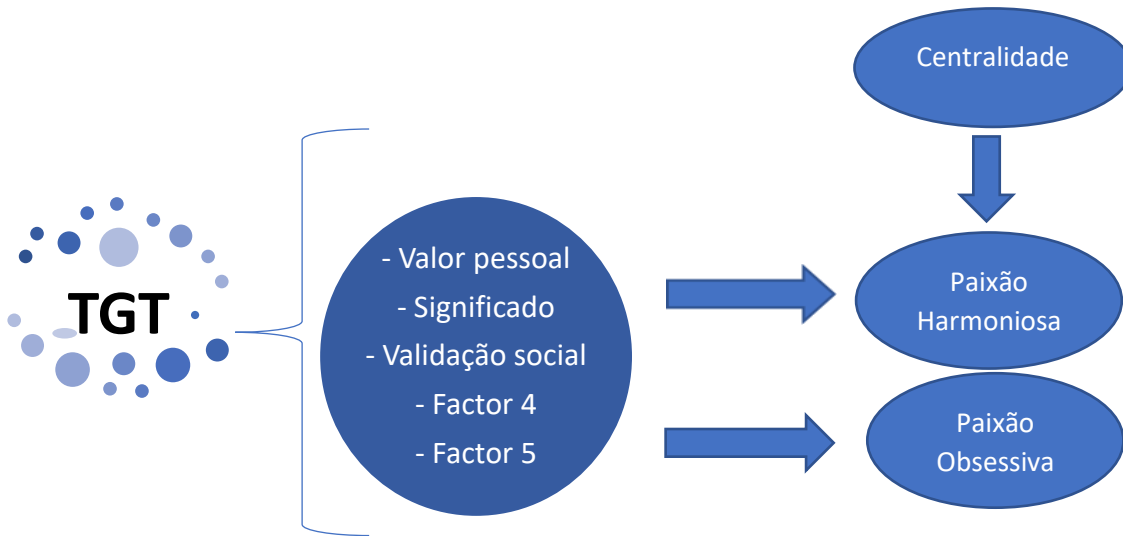 Centralidade
TGT
- Valor pessoal
- Significado
- Validação social
- Factor 4
- Factor 5
Paixão
Harmoniosa
Paixão
Obsessiva